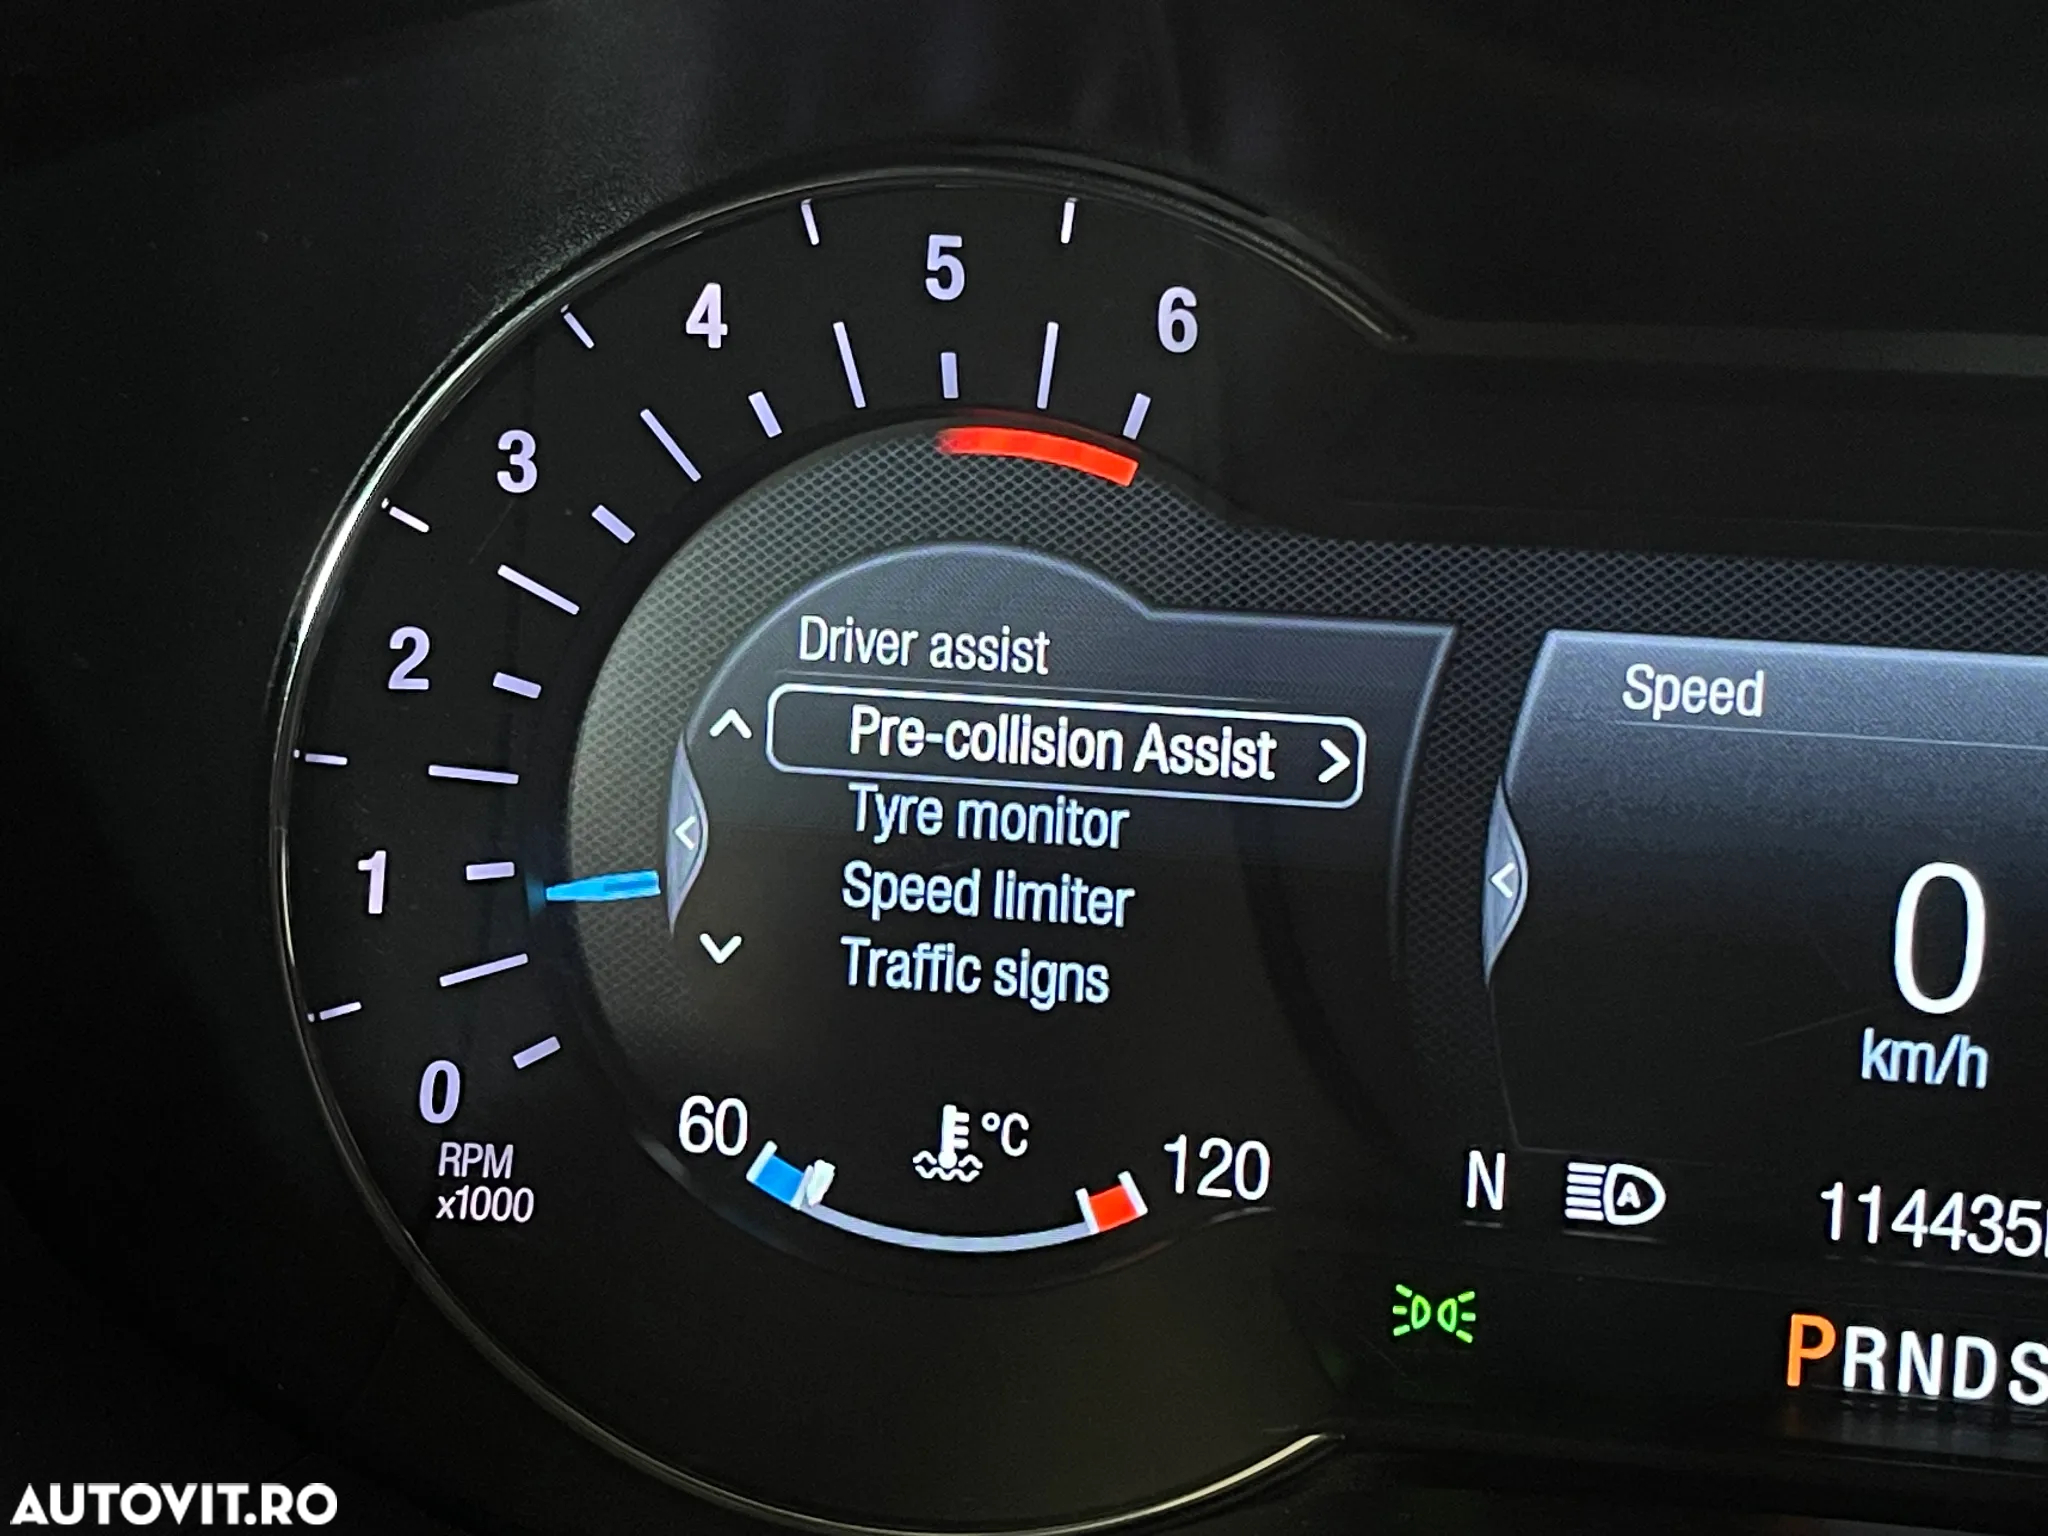 5
4
6
3
2
1
0
RPM
x1000
Driver assist
Pre-collision Assist
Tyre monitor
Speed limiter
Traffic signs
60
°C
120
Speed
0
km/h
N
A
114435
PRNDS
AUTOVIT.RO